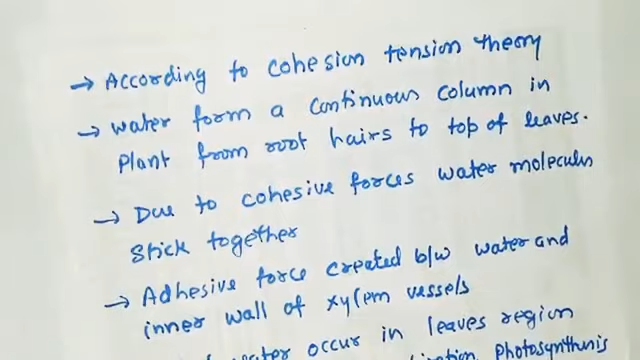 → According to cohesion tension theory
→ water form a continuous column in
plant from root hairs to top of leaves.
→ Due to cohesive forces water moleculs
stick together
→ Adhesive force created b/w water and
inner wall of xylem vessels
water occur in leaves region
Photosynthesis